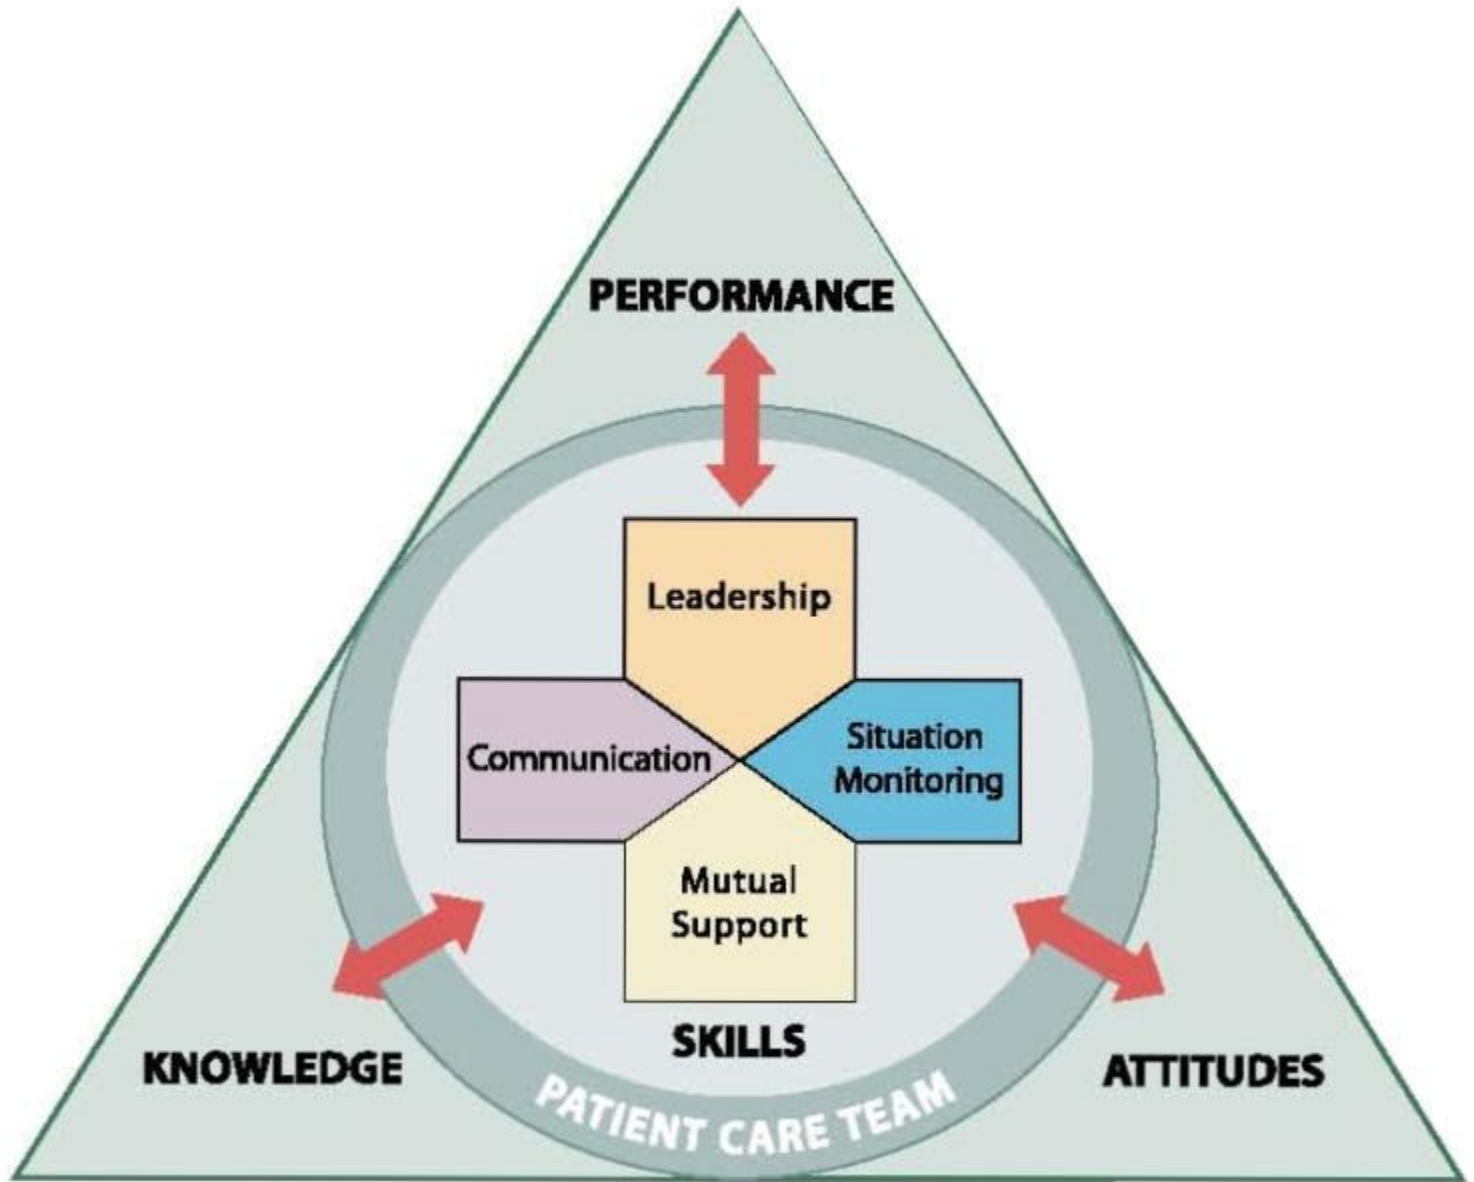 PERFORMANCE
Leadership
Communication
Situation
Monitoring
Mutual
Support
SKILLS
KNOWLEDGE
ATTITUDES
PATIENT CARE TEAM